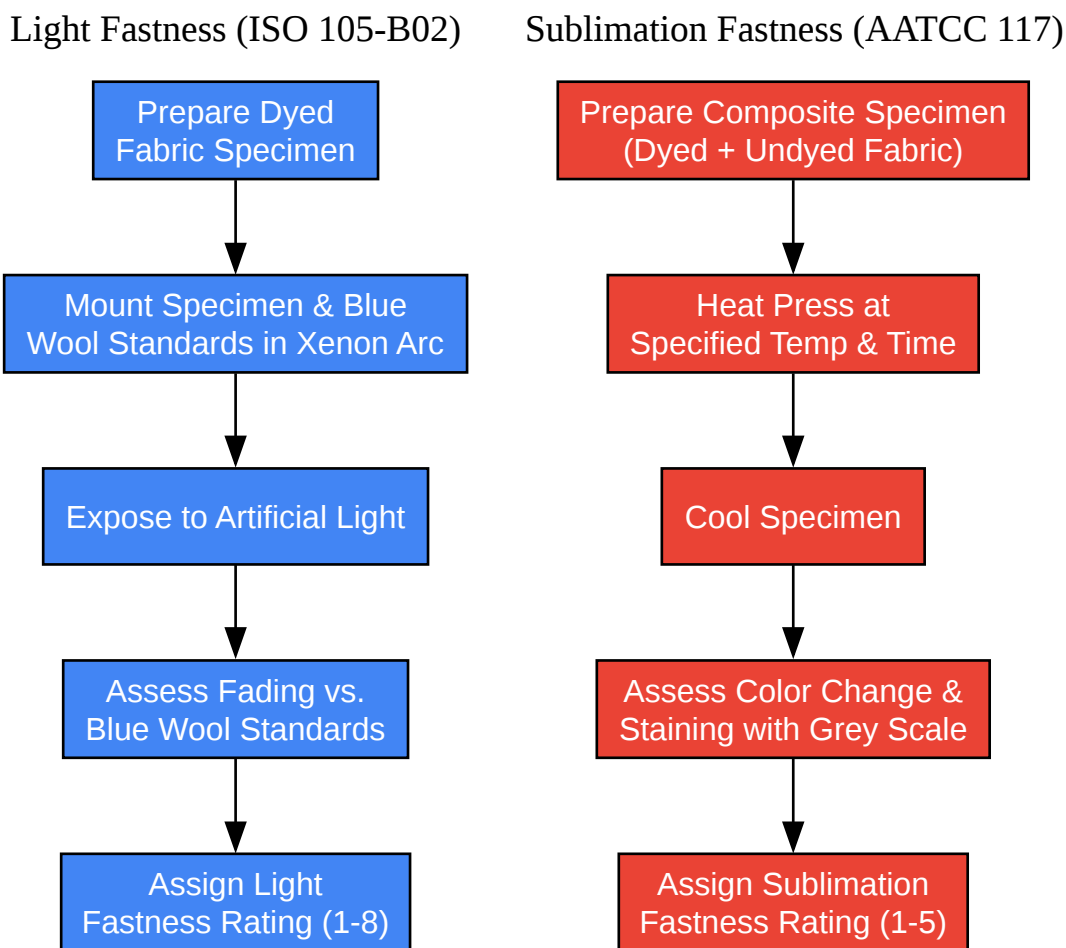 Light Fastness (ISO 105-B02)
Prepare Dyed
Fabric Specimen
Mount Specimen & Blue
Wool Standards in Xenon Arc
Expose to Artificial Light
Assess Fading vs.
Blue Wool Standards
Assign Light
Fastness Rating (1-8)
Sublimation Fastness (AATCC 117)
Prepare Composite Specimen
(Dyed + Undyed Fabric)
Heat Press at
Specified Temp & Time
Cool Specimen
Assess Color Change &
Staining with Grey Scale
Assign Sublimation
Fastness Rating (1-5)